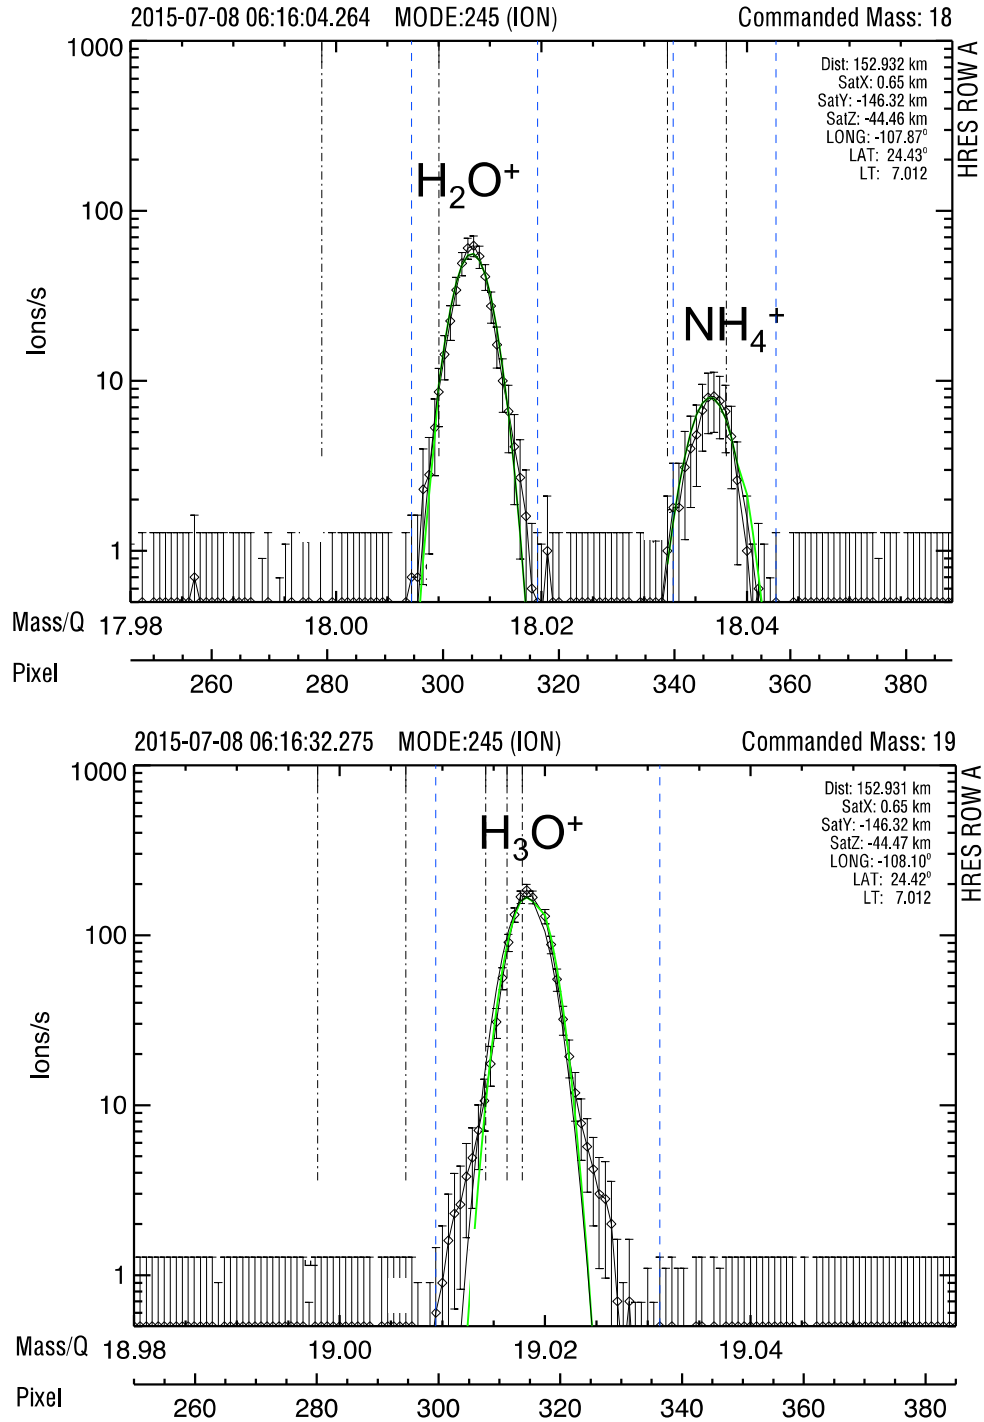 2015-07-08 06:16:04.264 MODE:245 (ION) Commanded Mass: 18
HRES ROW A
Dist: 152.932 km
SatX: 0.65 km
SatY: -146.32 km
SatZ: -44.46 km
LONG: -107.87⁰
LAT: 24.43⁰
LT: 7.012
H₂O⁺
NH₄⁺
1000
100
10
1
Ions/s
Mass/Q 17.98 18.00 18.02 18.04
Pixel 260 280 300 320 340 360 380
2015-07-08 06:16:32.275 MODE:245 (ION) Commanded Mass: 19
HRES ROW A
Dist: 152.931 km
SatX: 0.65 km
SatY: -146.32 km
SatZ: -44.47 km
LONG: -108.10⁰
LAT: 24.42⁰
LT: 7.012
H₃O⁺
1000
100
10
1
Ions/s
Mass/Q 18.98 19.00 19.02 19.04
Pixel 260 280 300 320 340 360 380